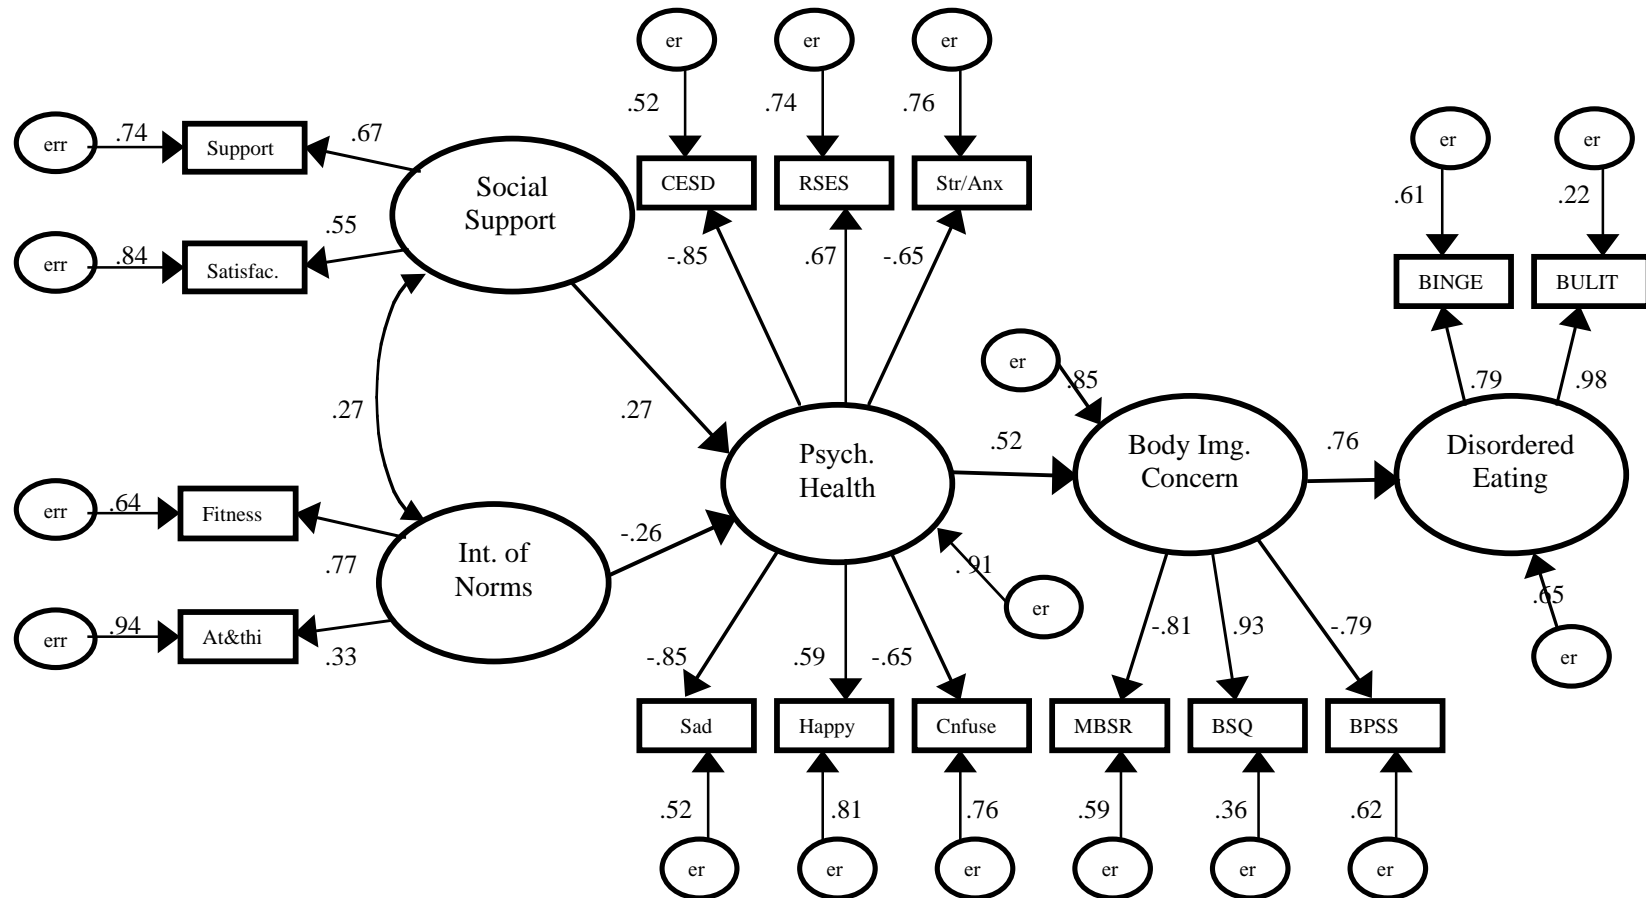 er er er
.52 .74 .76
err .74 Support .67
er er
CESD RSES Str/Anx
Social
Support
.61 .22
err .84 Satisfac. .55
-.85 .67 -.65
BINGE BULIT
er .85
.79 .98
.27 .27
.52
Psych.
Health
Body Img.
Concern
.76
Disordered
Eating
err .64 Fitness
-.26
.77
Int. of
Norms
. 91
er
.65
err .94 At&thi
.33
er
-.85 .59 -.65
-.81 .93 -.79
Sad Happy Cnfuse MBSR BSQ BPSS
.52 .81 .76 .59 .36 .62
er er er er er er